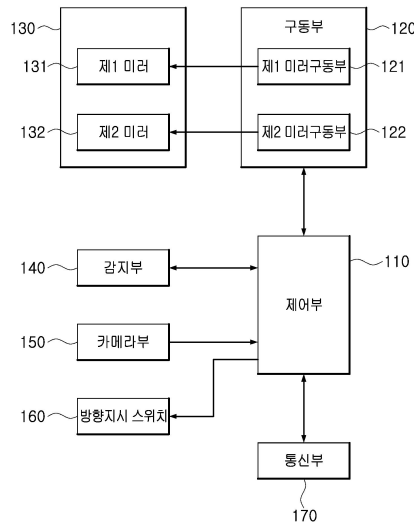 130
구동부
120
131
제1 미러
제1 미러구동부
121
132
제2 미러
제2 미러구동부
122
140
감지부
제어부
110
150
카메라부
160
방향지시 스위치
통신부
170